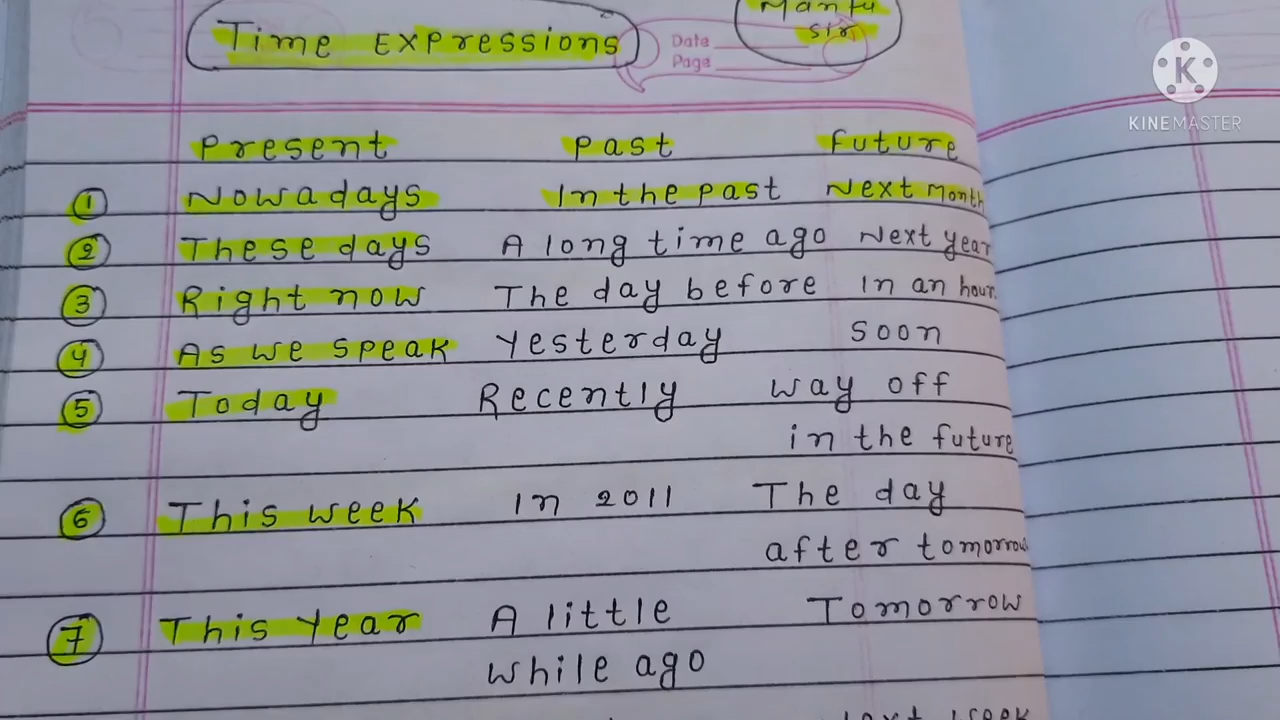 Manty
Time Expressions
sir
Date
Page
K
KINEMASTER
Present Past Future
1 Nowadays In the past Next Month
2 These days A long time ago Next year
3 Right now The day before In an hour.
4 As we speak Yesterday Soon
5 Today Recently way off
in the future
6 This week In 2011 The day
after tomorrow
7 This year A little Tomorrow
while ago